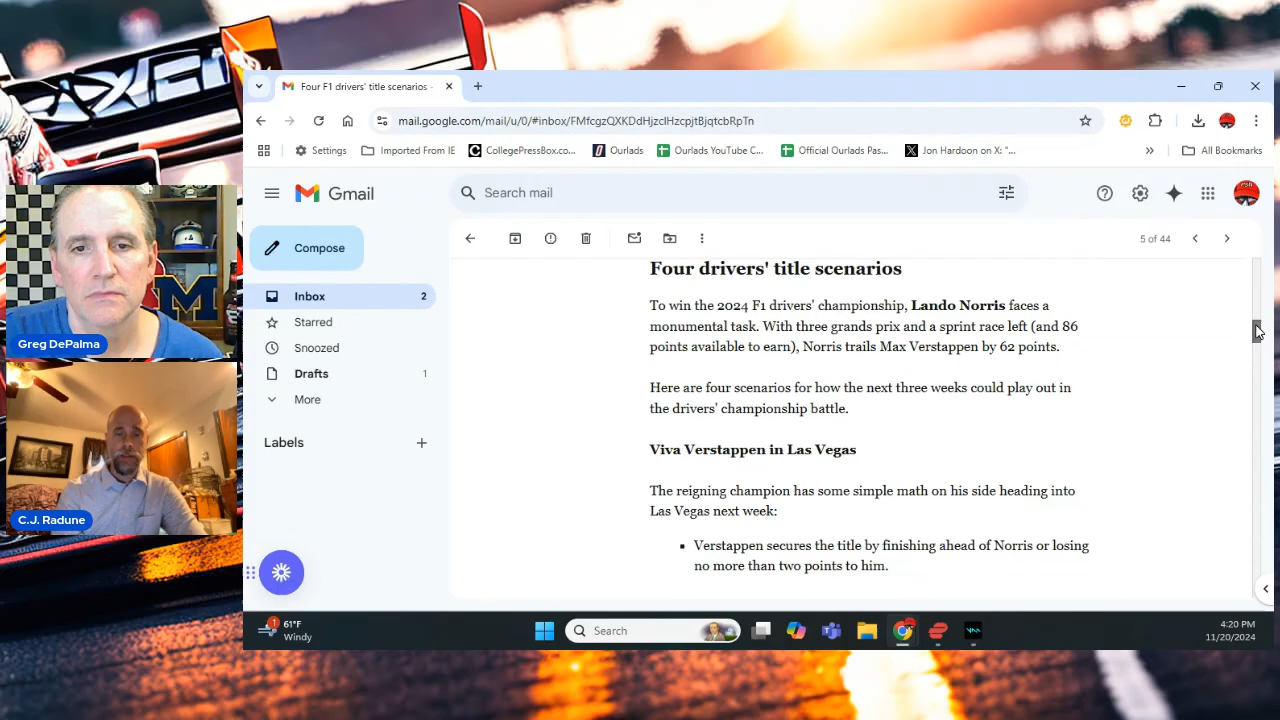 Four F1 drivers' title scenarios -
mail.google.com/mail/u/0/#inbox/FMfcgzQXKDdHjzclHzcpjtBjqtcbRpTn
Settings
Imported From IE
CollegePressBox.co...
Ourlads
Ourlads YouTube C...
Official Ourlads Pas...
Jon Hardoon on X: "...
All Bookmarks
Gmail
Search mail
Compose
5 of 44
Inbox
2
Starred
Snoozed
Drafts
1
More
Labels
Four drivers' title scenarios
To win the 2024 F1 drivers' championship, Lando Norris faces a
monumental task. With three grands prix and a sprint race left (and 86
points available to earn), Norris trails Max Verstappen by 62 points.
Here are four scenarios for how the next three weeks could play out in
the drivers' championship battle.
Viva Verstappen in Las Vegas
The reigning champion has some simple math on his side heading into
Las Vegas next week:
Verstappen secures the title by finishing ahead of Norris or losing
no more than two points to him.
M
Greg DePalma
C.J. Radune
1
61°F
Windy
Search
4:20 PM
11/20/2024